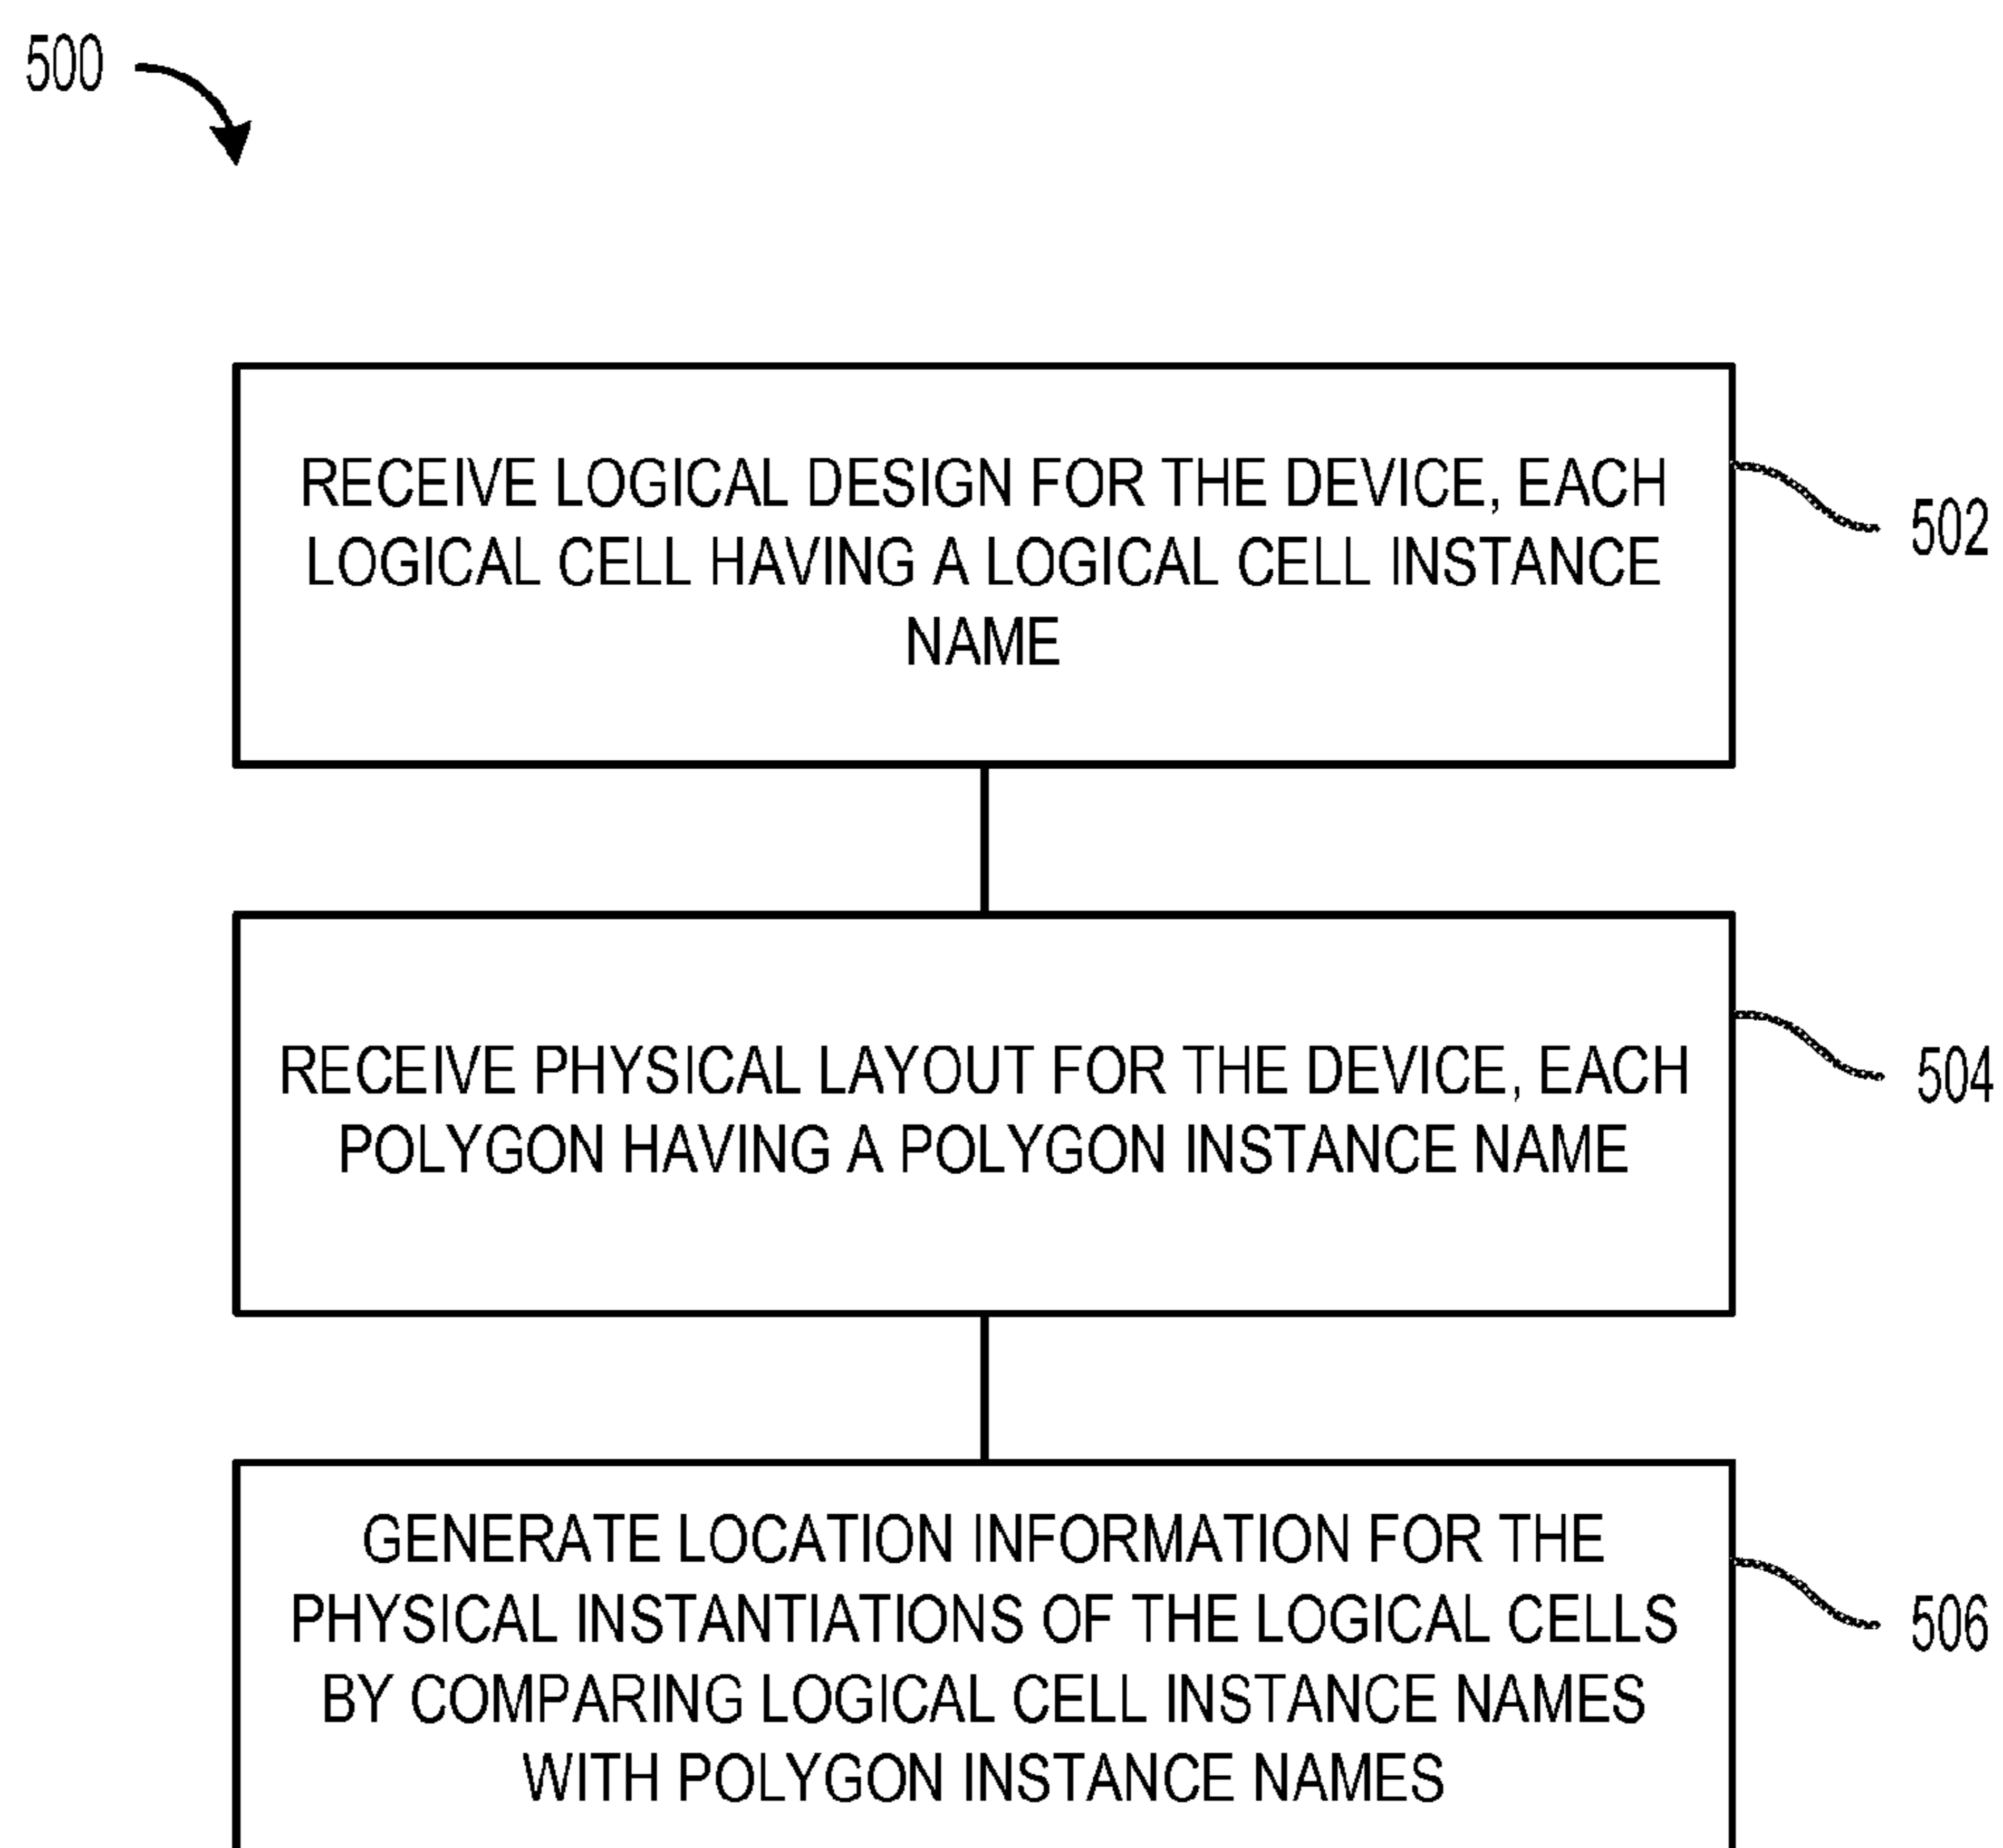 500
RECEIVE LOGICAL DESIGN FOR THE DEVICE, EACH
LOGICAL CELL HAVING A LOGICAL CELL INSTANCE
NAME
502
RECEIVE PHYSICAL LAYOUT FOR THE DEVICE, EACH
POLYGON HAVING A POLYGON INSTANCE NAME
504
GENERATE LOCATION INFORMATION FOR THE
PHYSICAL INSTANTIATIONS OF THE LOGICAL CELLS
BY COMPARING LOGICAL CELL INSTANCE NAMES
WITH POLYGON INSTANCE NAMES
506